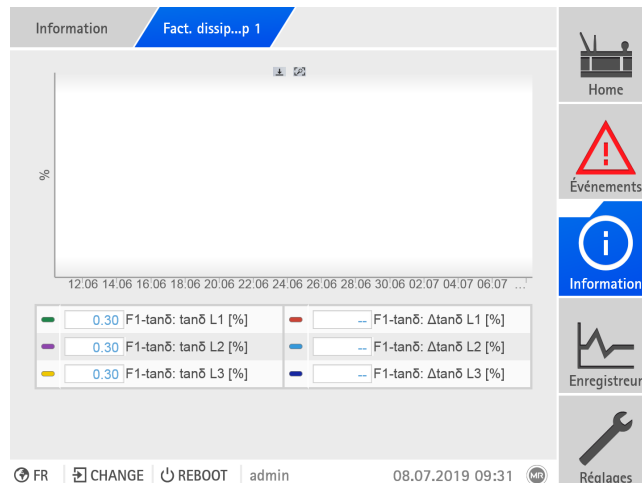 Information
Fact. dissip...p 1
Home
%
Événements
Information
12.06 14.06 16.06 18.06 20.06 22.06 24.06 26.06 28.06 30.06 02.07 04.07 06.07 ...
0.30 F1-tanδ: tanδ L1 [%] -- F1-tanδ: Δtanδ L1 [%]
0.30 F1-tanδ: tanδ L2 [%] -- F1-tanδ: Δtanδ L2 [%]
0.30 F1-tanδ: tanδ L3 [%] -- F1-tanδ: Δtanδ L3 [%]
Enregistreur
FR CHANGE REBOOT admin 08.07.2019 09:31 MR
Réglages